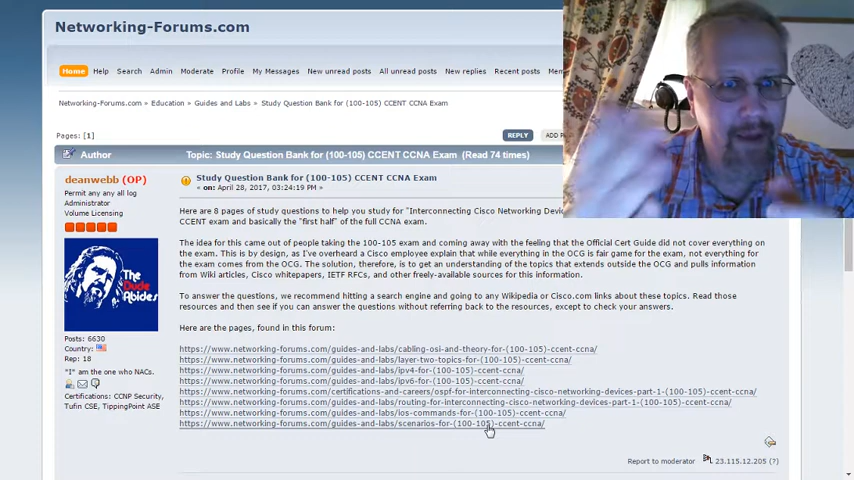 Networking-Forums.com
Home Help Search Admin Moderate Profile My Messages New unread posts All unread posts New replies Recent posts
Networking-Forums.com » Education » Guides and Labs » Study Question Bank for (100-105) CCENT CCNA Exam
Pages: [1]
REPLY ADD
Author Topic: Study Question Bank for (100-105) CCENT CCNA Exam (Read 74 times)
deanwebb (OP)
Permit any any all log
Administrator
Volume Licensing
The Dude Abides
Posts: 6630
Country:
Rep: 18
"I" am the one who NACs.
Certifications: CCNP Security,
Tufin CSE, TippingPoint ASE
Study Question Bank for (100-105) CCENT CCNA Exam
« on: April 28, 2017, 03:24:19 PM »
Here are 8 pages of study questions to help you study for "Interconnecting Cisco Networking
CCENT exam and basically the "first half" of the full CCNA exam.
The idea for this came out of people taking the 100-105 exam and coming away with the feeling that the Official Cert Guide did not cover everything on
the exam. This is by design, as I've overheard a Cisco employee explain that while everything in the OCG is fair game for the exam, not everything for
the exam comes from the OCG. The solution, therefore, is to get an understanding of the topics that extends outside the OCG and pulls information
from Wiki articles, Cisco whitepapers, IETF RFCs, and other freely-available sources for this information.
To answer the questions, we recommend hitting a search engine and going to any Wikipedia or Cisco.com links about these topics. Read those
resources and then see if you can answer the questions without referring back to the resources, except to check your answers.
Here are the pages, found in this forum:
https://www.networking-forums.com/guides-and-labs/cabling-osi-and-theory-for-(100-105)-ccent-ccna/
https://www.networking-forums.com/guides-and-labs/layer-two-topics-for-(100-105)-ccent-ccna/
https://www.networking-forums.com/guides-and-labs/ipv4-for-(100-105)-ccent-ccna/
https://www.networking-forums.com/guides-and-labs/ipv6-for-(100-105)-ccent-ccna/
https://www.networking-forums.com/certifications-and-careers/ospf-for-interconnecting-cisco-networking-devices-part-1-(100-105)-ccent-ccna/
https://www.networking-forums.com/guides-and-labs/routing-for-interconnecting-cisco-networking-devices-part-1-(100-105)-ccent-ccna/
https://www.networking-forums.com/guides-and-labs/ios-commands-for-(100-105)-ccent-ccna/
https://www.networking-forums.com/guides-and-labs/scenarios-for-(100-105)-ccent-ccna/
Report to moderator 23.115.12.205 (?)